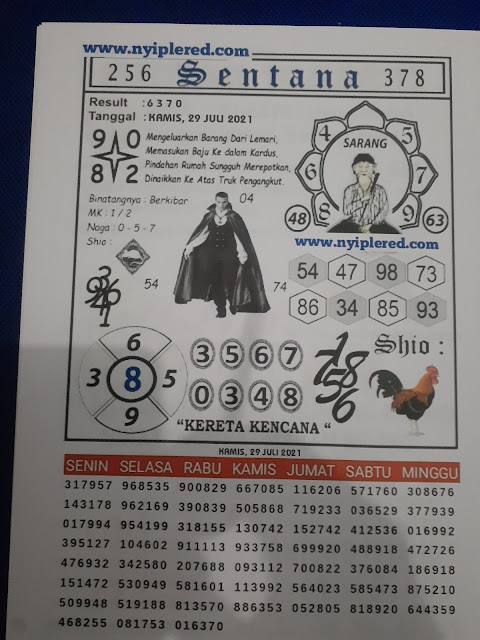 www.nyiplered.com
256 Sentana 378
Result : 6370
Tanggal : KAMIS, 29 JULI 2021
9 0
8 2
Mengeluarkan Barang Dari Lemari,
Memasukan Baju Ke dalam Kardus,
Pindahan Rumah Sungguh Merepotkan,
Dinaikkan Ke Atas Truk Pengangkut.
Binatangnya : Berkibar
MK : 1 / 2
Naga : 0 - 5 - 7
Shio :
04
54
74
SARANG
4 5
6 7
8 9
48 63
www.nyiplered.com
54 47 98 73
86 34 85 93
6
3 8 5
9
3 5 6 7
0 3 4 8
Shio :
"KERETA KENCANA "
KAMIS, 29 JULI 2021
SENIN SELASA RABU KAMIS JUMAT SABTU MINGGU
317957 968535 900829 667085 116206 571760 308676
143178 962169 390839 505868 719233 036529 377939
017994 954199 318155 130742 152742 412536 016992
395127 104602 911113 933758 699920 488918 472726
476932 342580 207688 093112 700822 376084 186918
151472 530949 581601 113992 564023 585473 875210
509948 519188 813570 886353 052805 818920 644359
468255 081753 016370